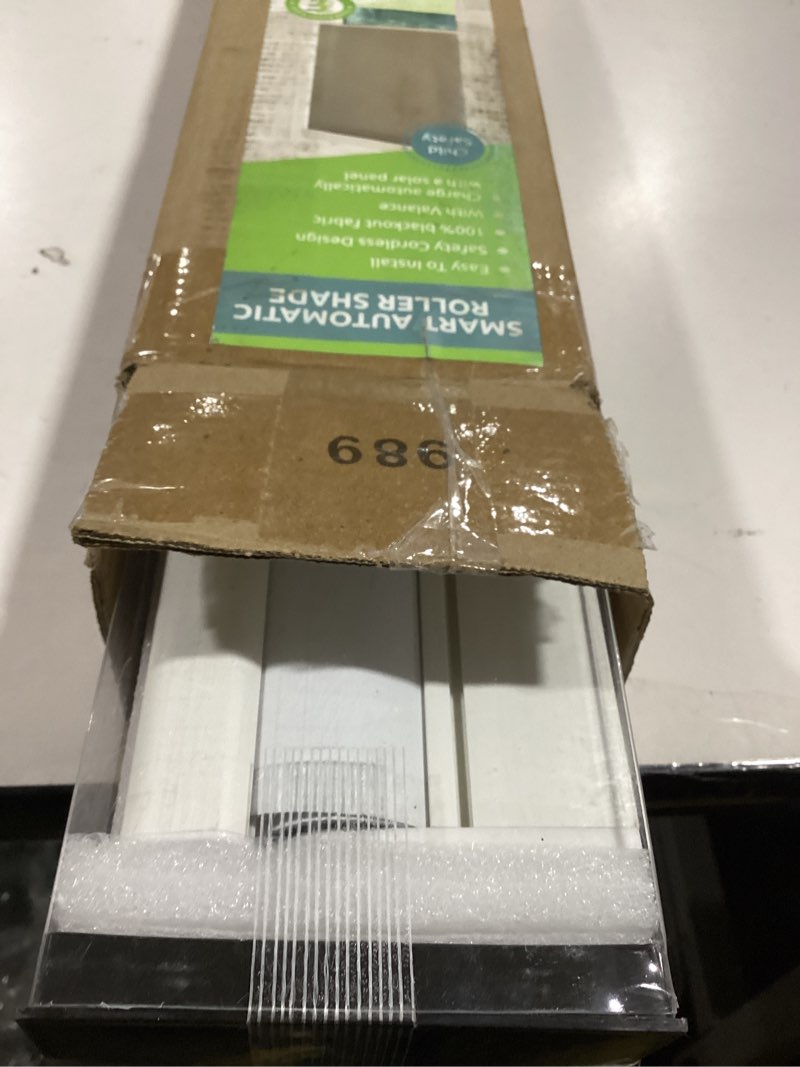 SMART AUTOMATIC
ROLLER SHADE
Easy To Install
Safety Cordless Design
100% blackout Fabric
With Valance
Charge automatically
with a solar panel
Child
Safety
989